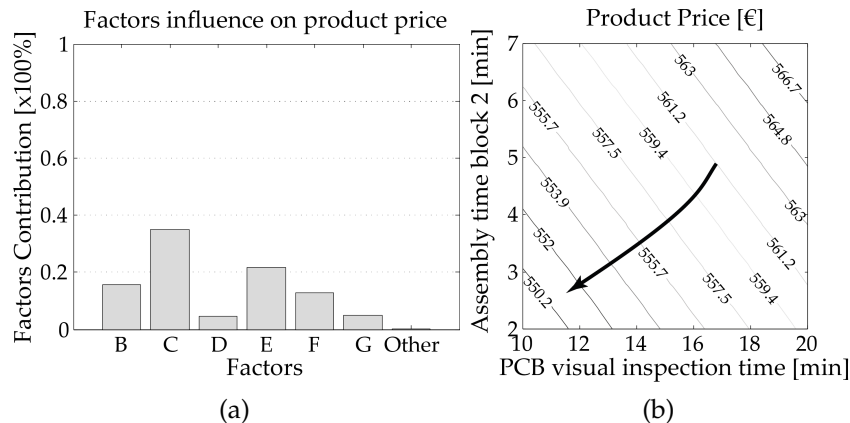 Factors influence on product price
Factors Contribution [x100%]
1
0.8
0.6
0.4
0.2
0
B C D E F G Other
Factors
(a)
Product Price [€]
Assembly time block 2 [min]
7
6
5
4
3
2
566.7
563
561.2
564.8
555.7
557.5
559.4
553.9
563
552
561.2
555.7
550.2
557.5
559.4
10 12 14 16 18 20
PCB visual inspection time [min]
(b)